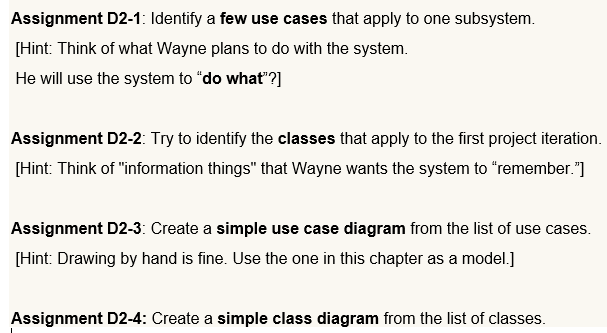 Assignment D2-1: Identify a few use cases that apply to one subsystem.
[Hint: Think of what Wayne plans to do with the system.
He will use the system to “do what”?]
Assignment D2-2: Try to identify the classes that apply to the first project iteration.
[Hint: Think of "information things" that Wayne wants the system to “remember.”]
Assignment D2-3: Create a simple use case diagram from the list of use cases.
[Hint: Drawing by hand is fine. Use the one in this chapter as a model.]
Assignment D2-4: Create a simple class diagram from the list of classes.